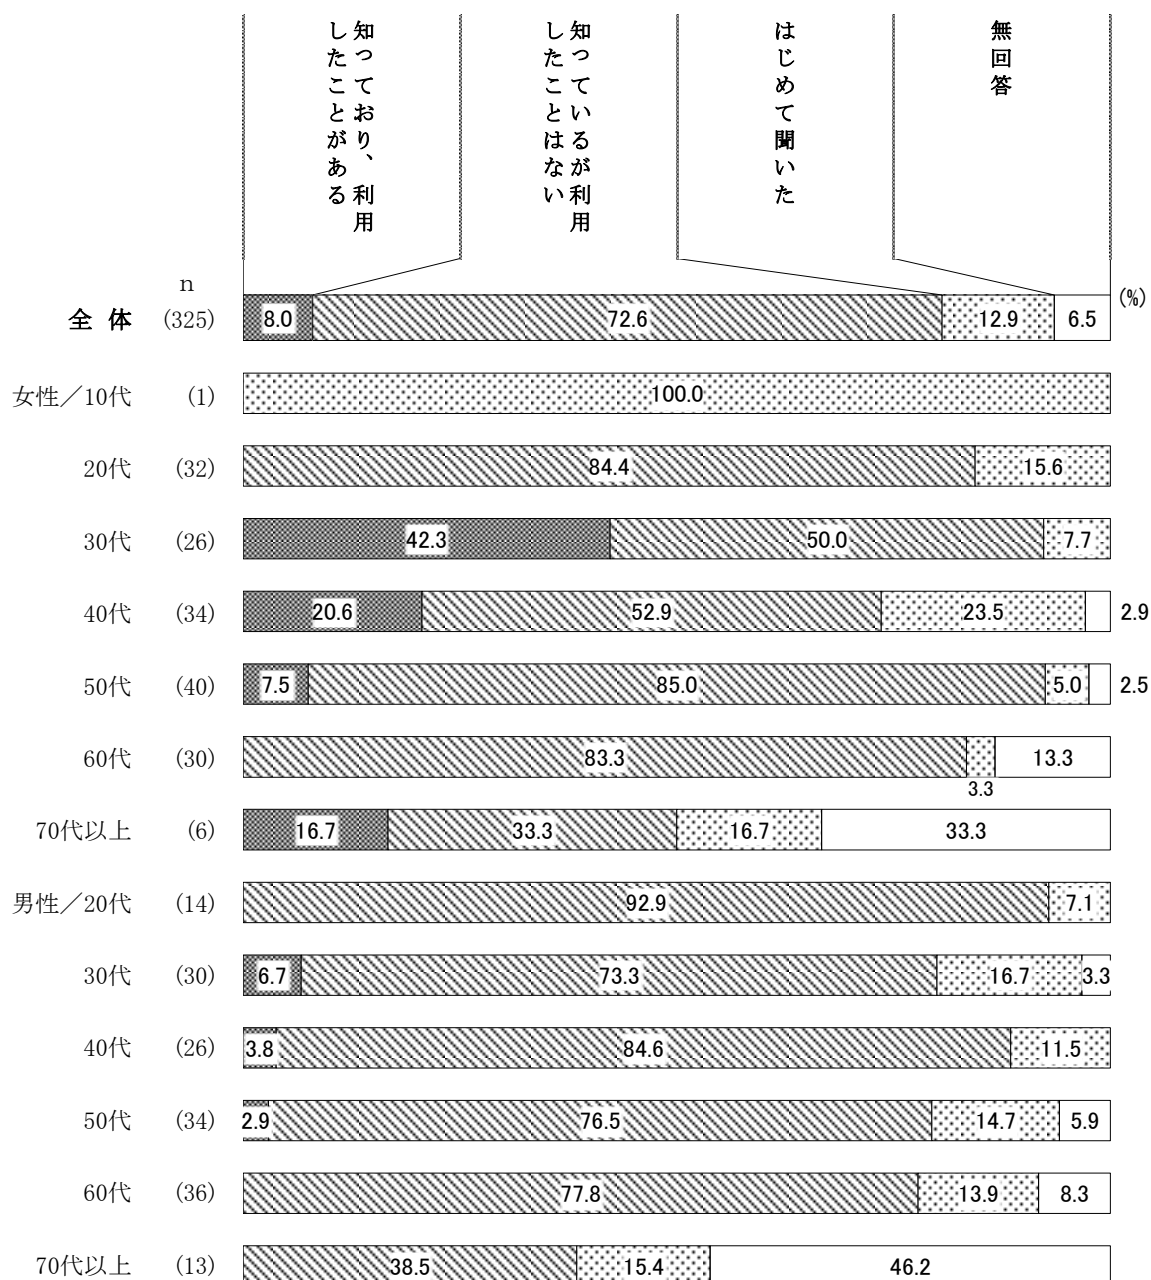 知っており、利用
したことがある
知っているが利用
したことはない
はじめて聞いた
無回答
n
(%)
全 体 (325) 8.0 72.6 12.9 6.5
女性／10代 (1) 100.0
20代 (32) 84.4 15.6
30代 (26) 42.3 50.0 7.7
40代 (34) 20.6 52.9 23.5 2.9
50代 (40) 7.5 85.0 5.0 2.5
60代 (30) 83.3 3.3 13.3
70代以上 (6) 16.7 33.3 16.7 33.3
男性／20代 (14) 92.9 7.1
30代 (30) 6.7 73.3 16.7 3.3
40代 (26) 3.8 84.6 11.5
50代 (34) 2.9 76.5 14.7 5.9
60代 (36) 77.8 13.9 8.3
70代以上 (13) 38.5 15.4 46.2